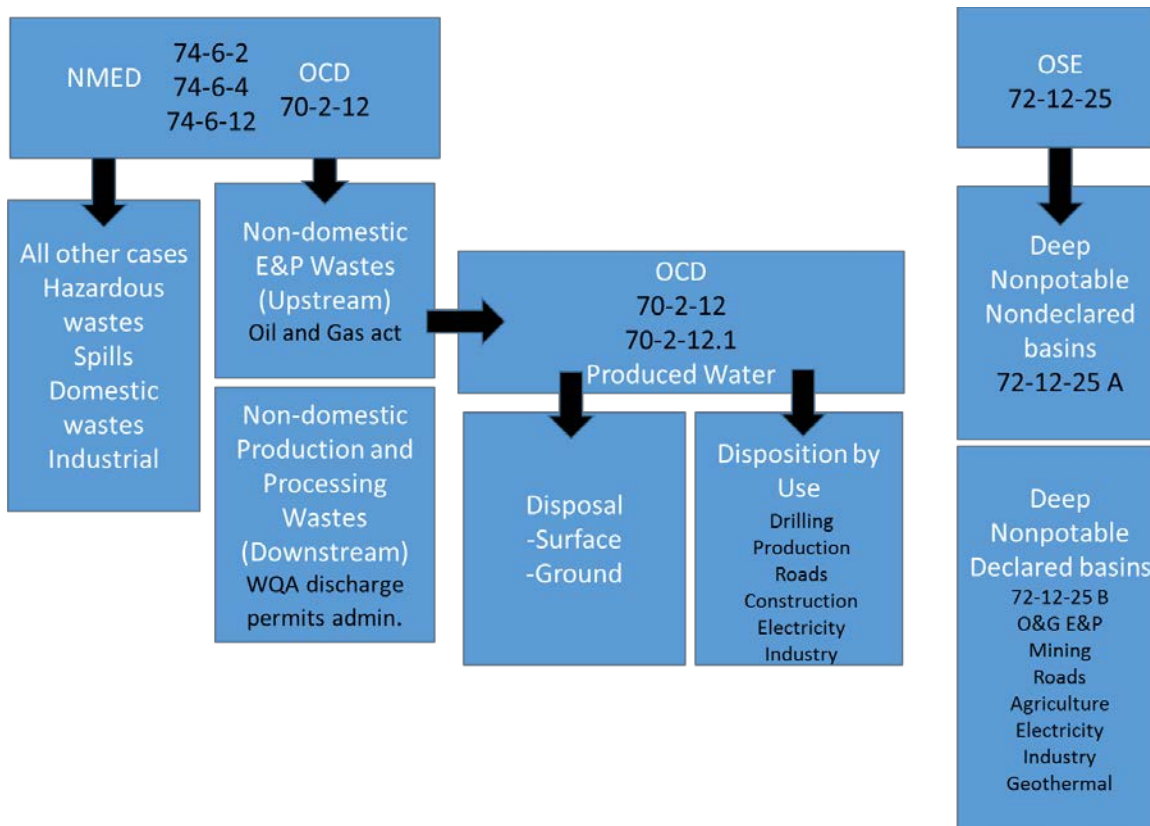 NMED
74-6-2
74-6-4
74-6-12
OCD
70-2-12
All other cases
Hazardous
wastes
Spills
Domestic
wastes
Industrial
Non-domestic
E&P Wastes
(Upstream)
Oil and Gas act
Non-domestic
Production and
Processing
Wastes
(Downstream)
WQA discharge
permits admin.
OCD
70-2-12
70-2-12.1
Produced Water
Disposal
-Surface
-Ground
Disposition by
Use
Drilling
Production
Roads
Construction
Electricity
Industry
OSE
72-12-25
Deep
Nonpotable
Nondeclared
basins
72-12-25 A
Deep
Nonpotable
Declared basins
72-12-25 B
O&G E&P
Mining
Roads
Agriculture
Electricity
Industry
Geothermal